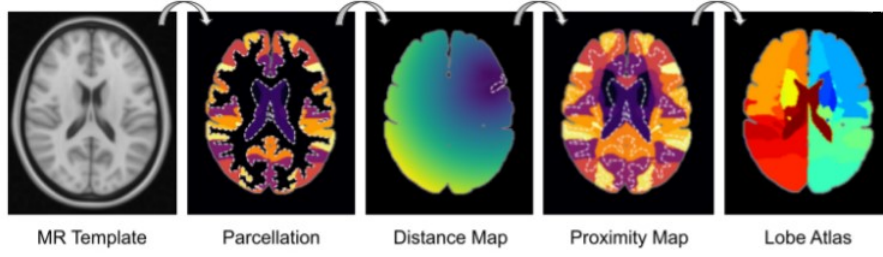 MR Template
Parcellation
Distance Map
Proximity Map
Lobe Atlas